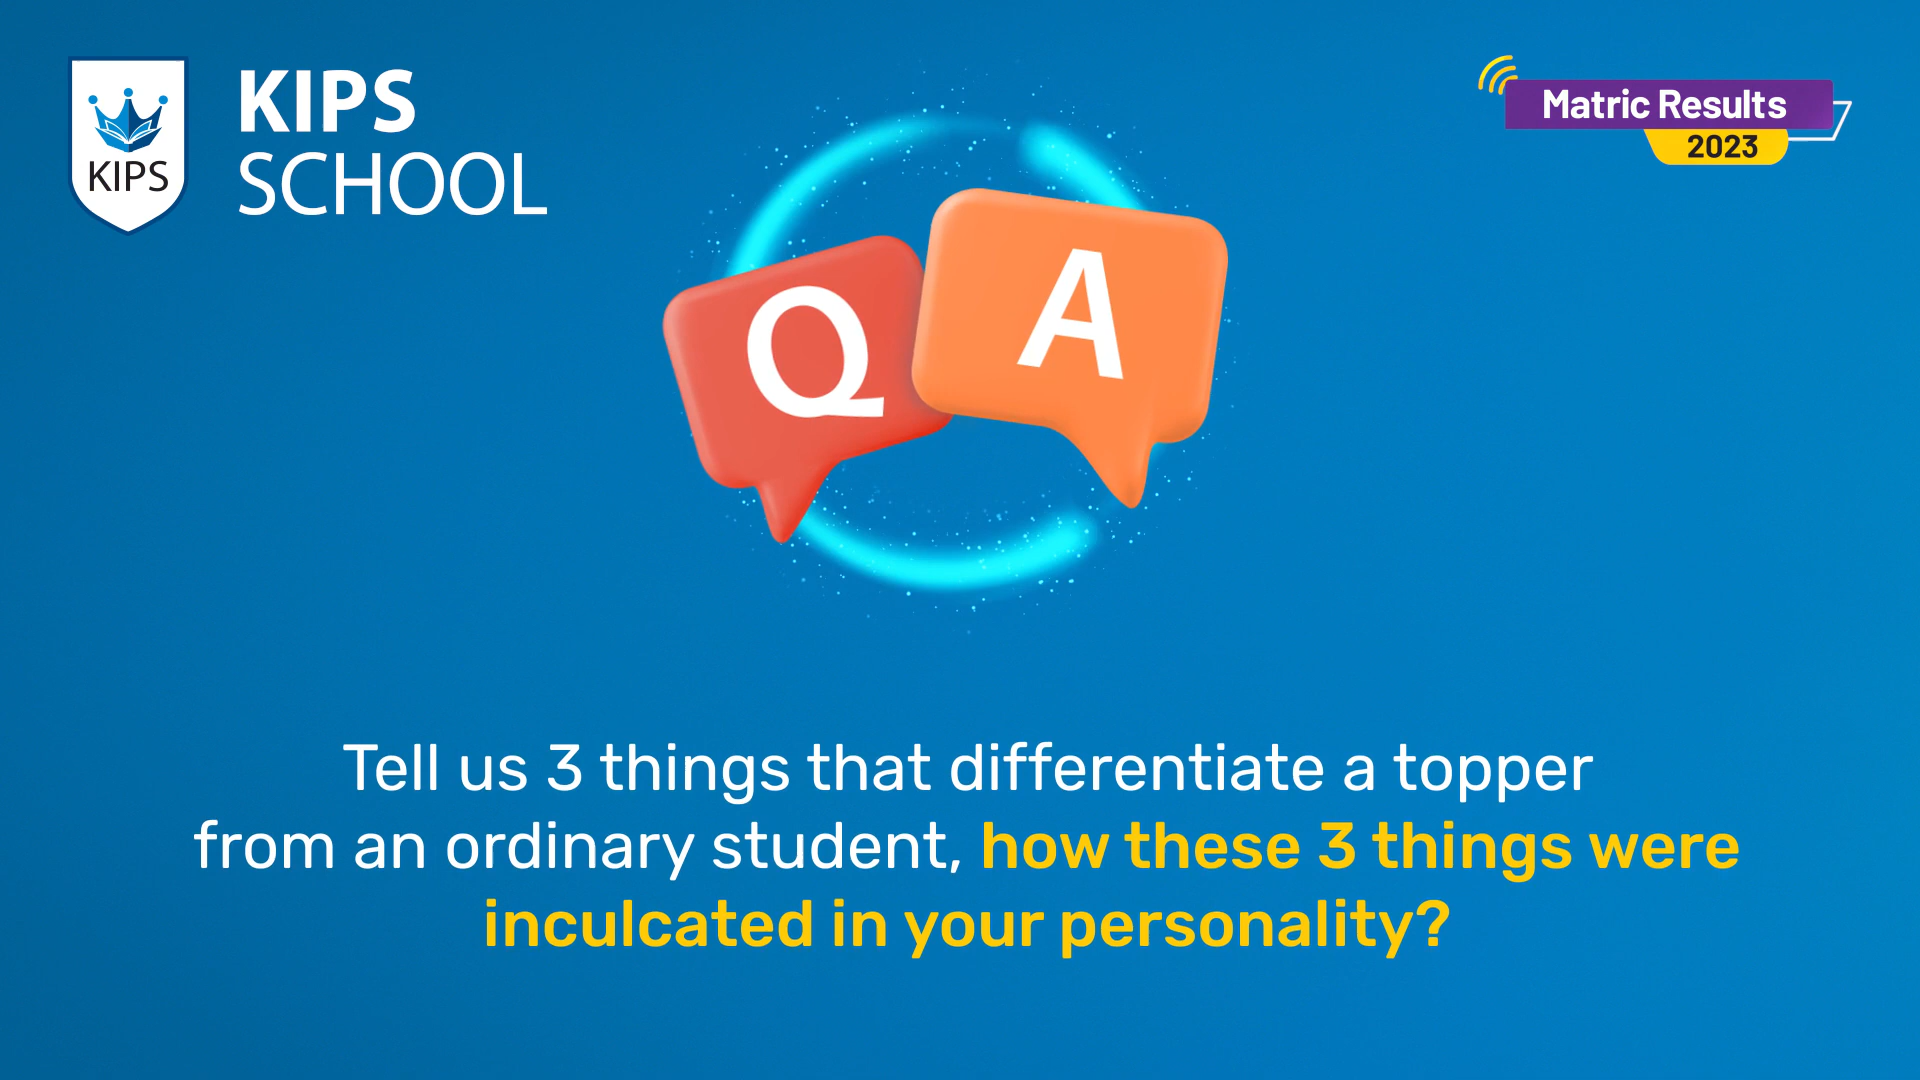 KIPS
KIPS
SCHOOL
Matric Results
2023
Q
A
Tell us 3 things that differentiate a topper
from an ordinary student, how these 3 things were
inculcated in your personality?